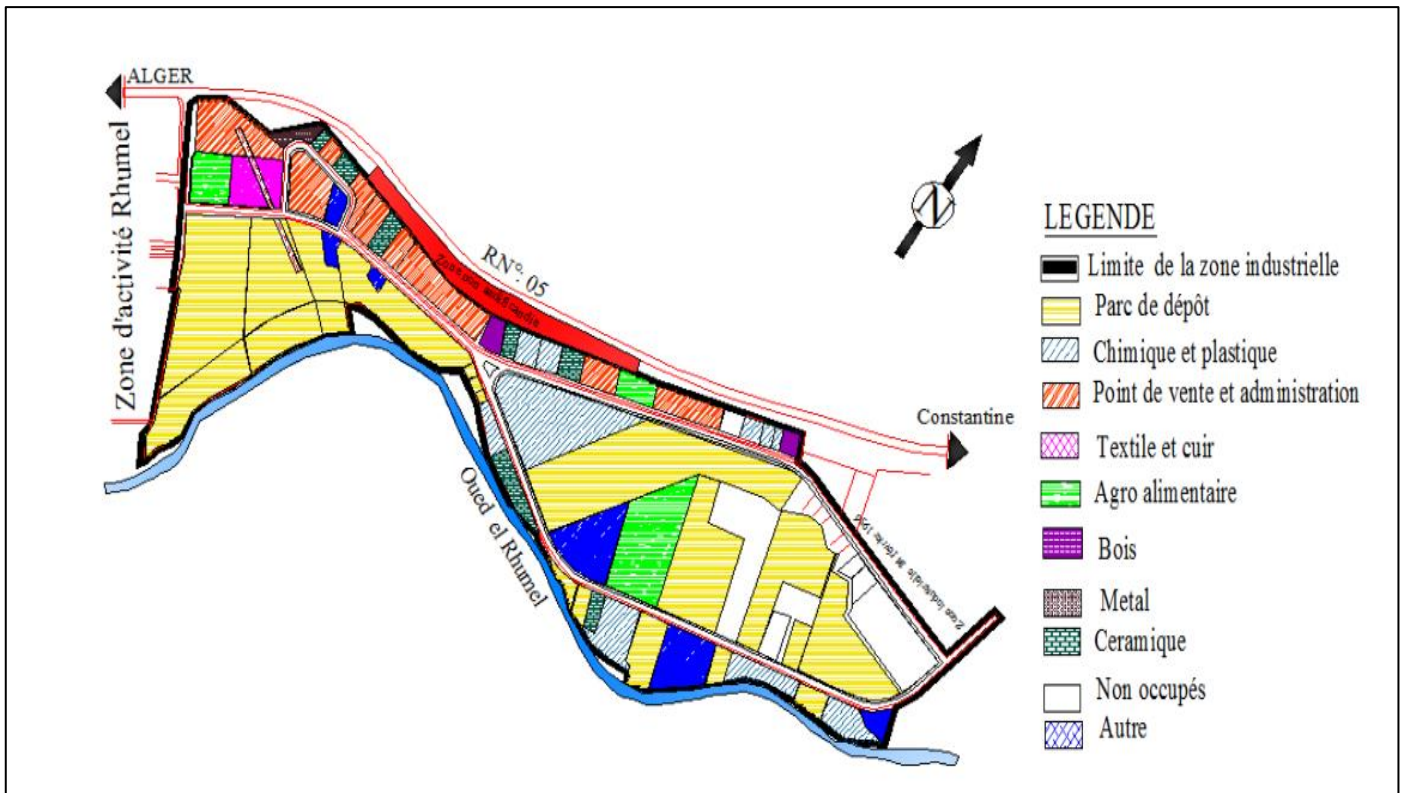 ALGER
Zone d'activité Rhumel
N
RN°: 05
Constantine
Oued el Rhumel
LEGENDE
Limite de la zone industrielle
Parc de dépôt
Chimique et plastique
Point de vente et administration
Textile et cuir
Agro alimentaire
Bois
Metal
Ceramique
Non occupés
Autre